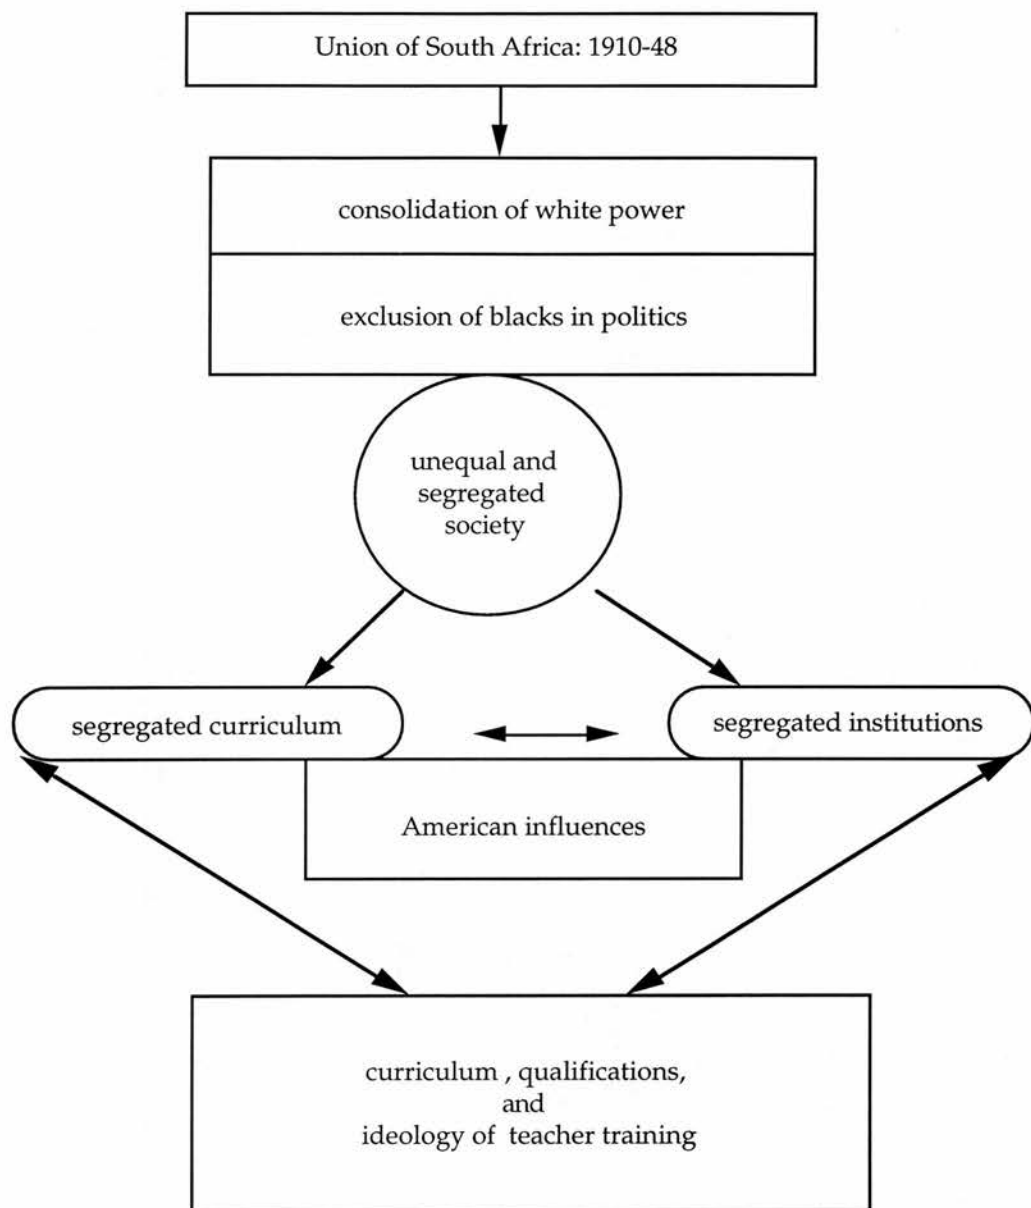 Union of South Africa: 1910-48
consolidation of white power
exclusion of blacks in politics
unequal and
segregated
society
segregated curriculum
segregated institutions
American influences
curriculum , qualifications,
and
ideology of teacher training